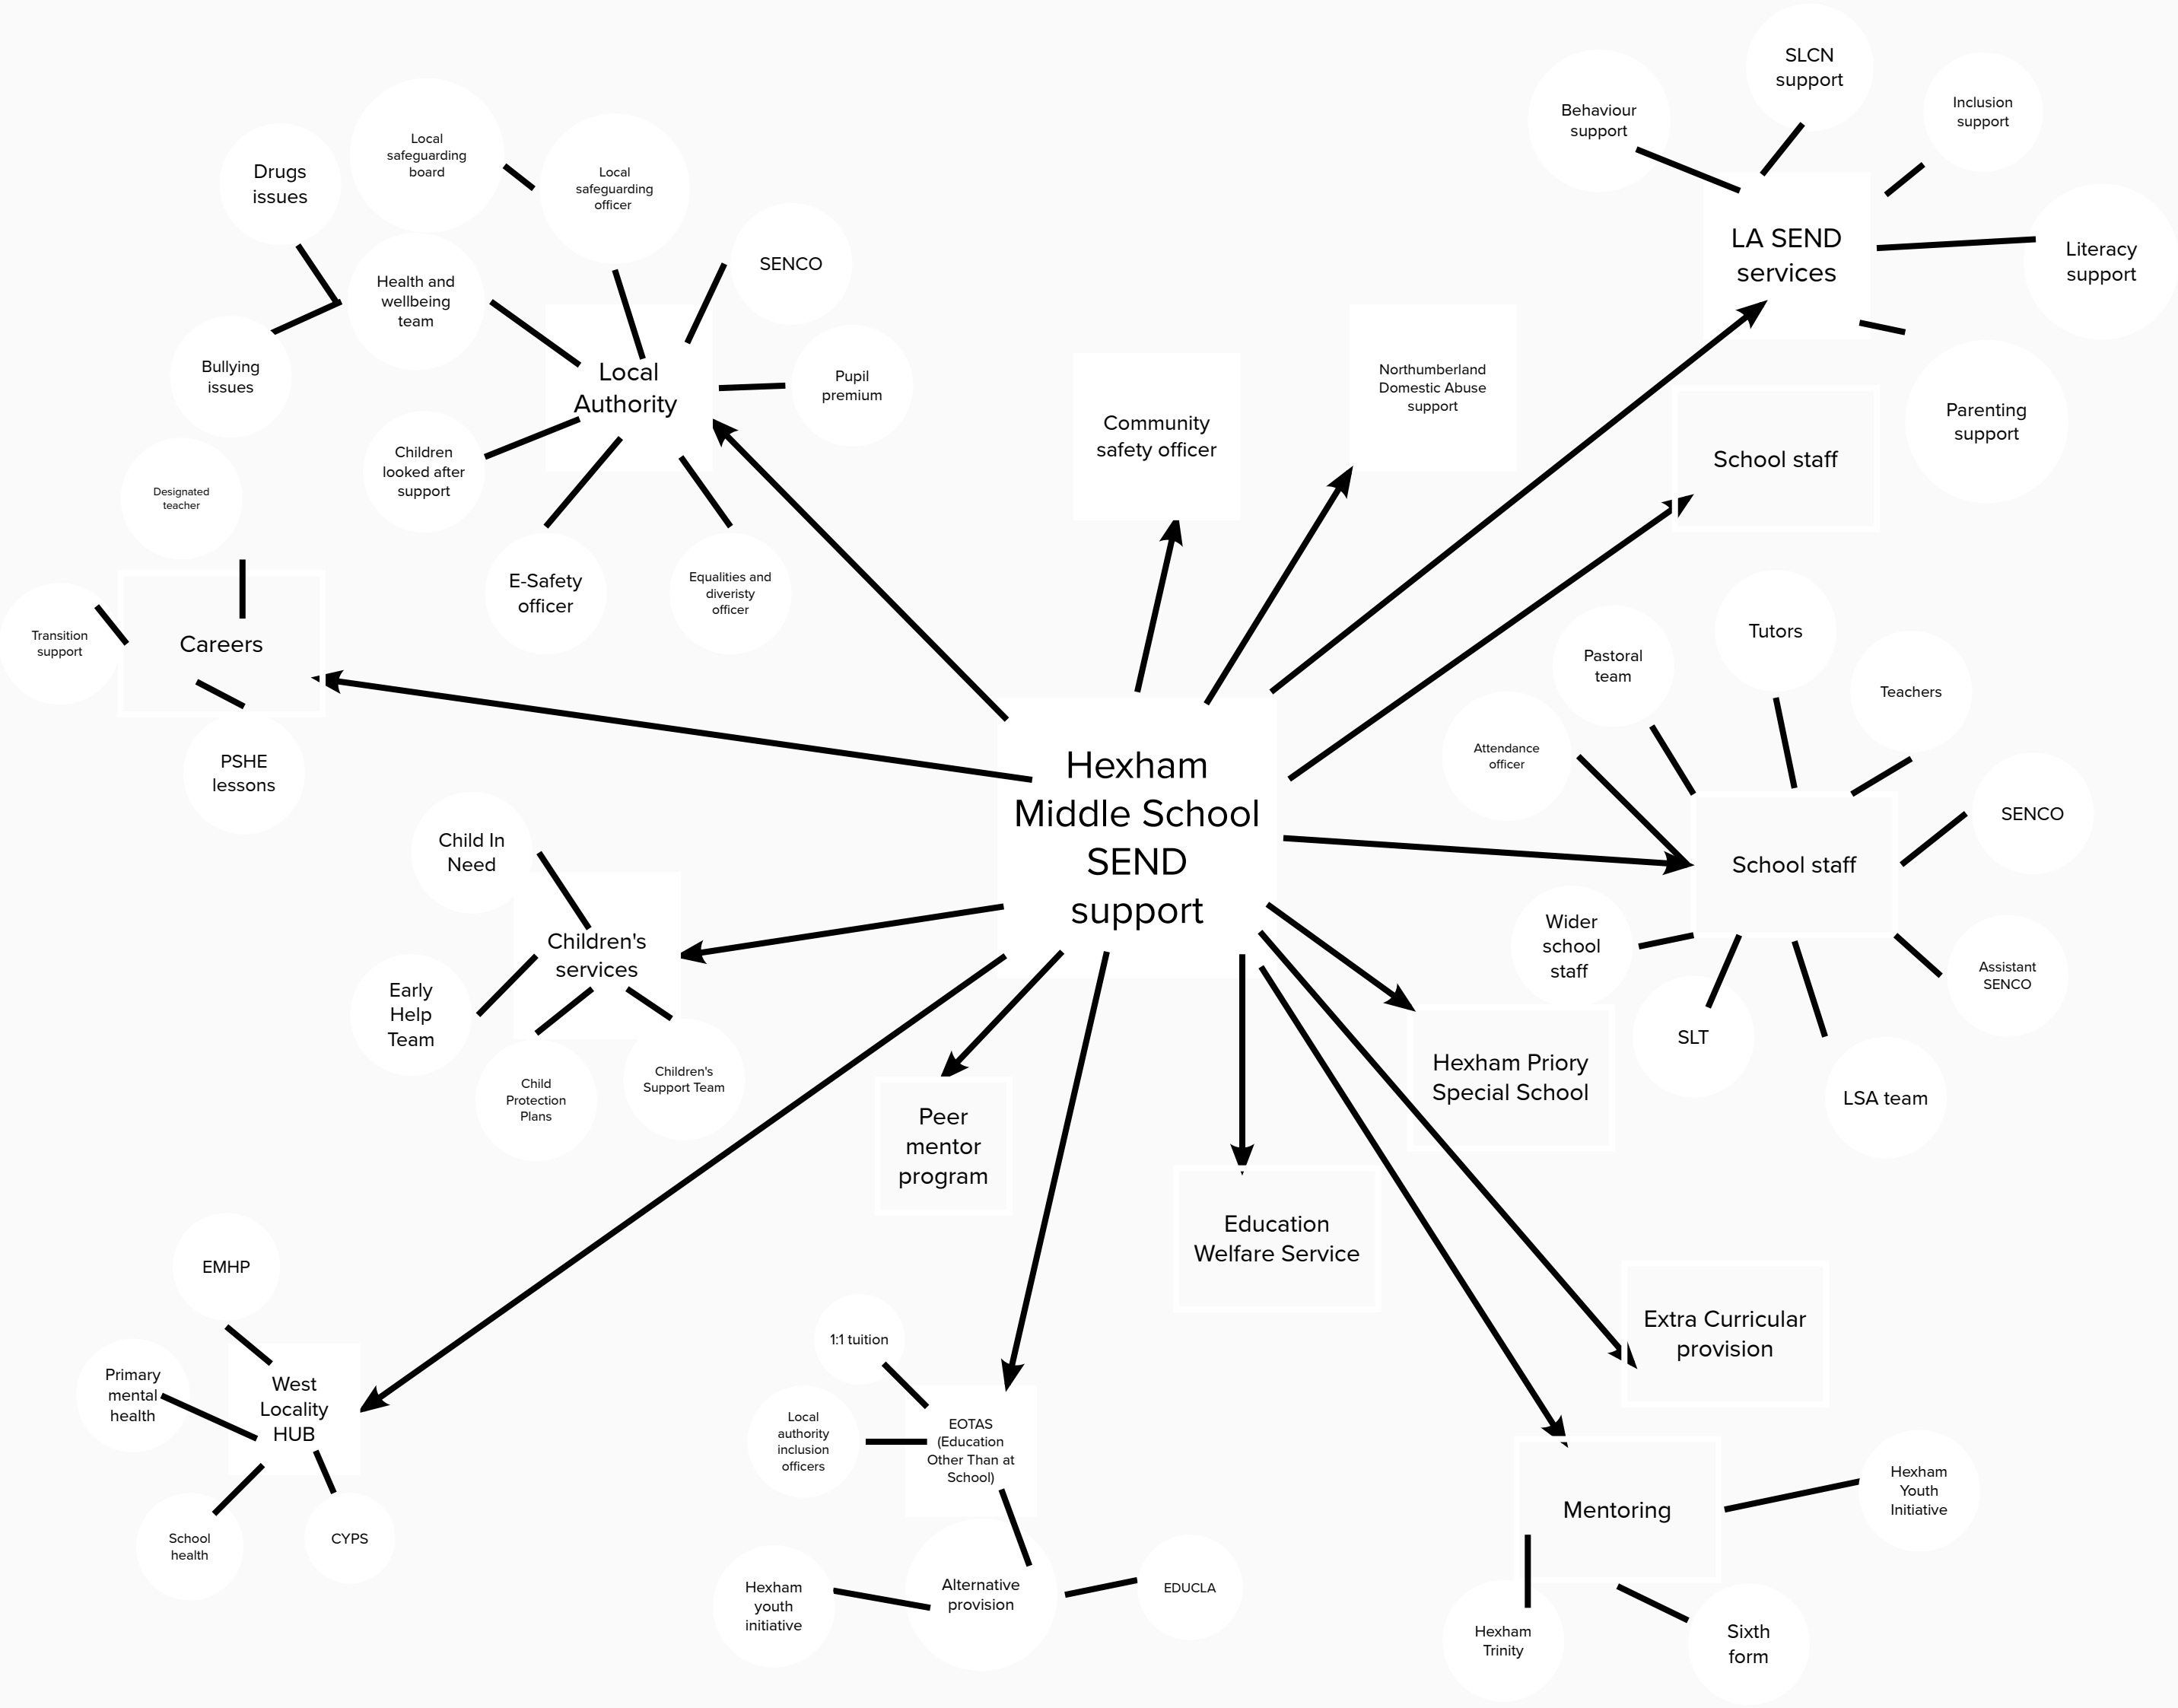 SLCN
support
Behaviour
support
Inclusion
support
LA SEND
services
Literacy
support
Parenting
support
Local
safeguarding
board
Local
safeguarding
officer
Drugs
issues
SENCO
Health and
wellbeing
team
Bullying
issues
Local
Authority
Pupil
premium
Children
looked after
support
E-Safety
officer
Equalities and
diveristy
officer
Community
safety officer
Northumberland
Domestic Abuse
support
School staff
Designated
teacher
Transition
support
Careers
PSHE
lessons
Hexham
Middle School
SEND
support
Tutors
Pastoral
team
Teachers
Attendance
officer
SENCO
School staff
Wider
school
staff
Assistant
SENCO
SLT
LSA team
Child In
Need
Children's
services
Early
Help
Team
Child
Protection
Plans
Children's
Support Team
Peer
mentor
program
Hexham Priory
Special School
Education
Welfare Service
Extra Curricular
provision
EMHP
Primary
mental
health
West
Locality
HUB
School
health
CYPS
1:1 tuition
Local
authority
inclusion
officers
EOTAS
(Education
Other Than at
School)
Alternative
provision
Hexham
youth
initiative
EDUCLA
Mentoring
Hexham
Youth
Initiative
Hexham
Trinity
Sixth
form